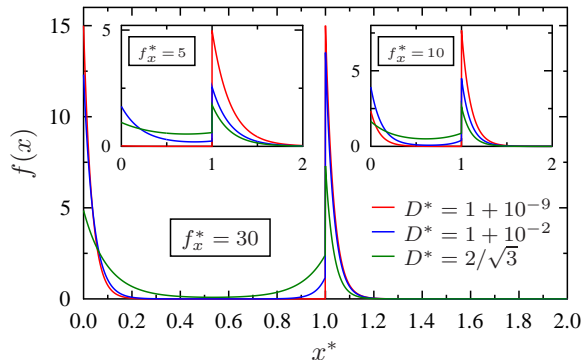 15
10
5
0
f(x)
5
0
0
1
2
f*x = 5
5
0
0
1
2
f*x = 10
f*x = 30
D* = 1 + 10⁻⁹
D* = 1 + 10⁻²
D* = 2/√3
0.0 0.2 0.4 0.6 0.8 1.0 1.2 1.4 1.6 1.8 2.0
x*